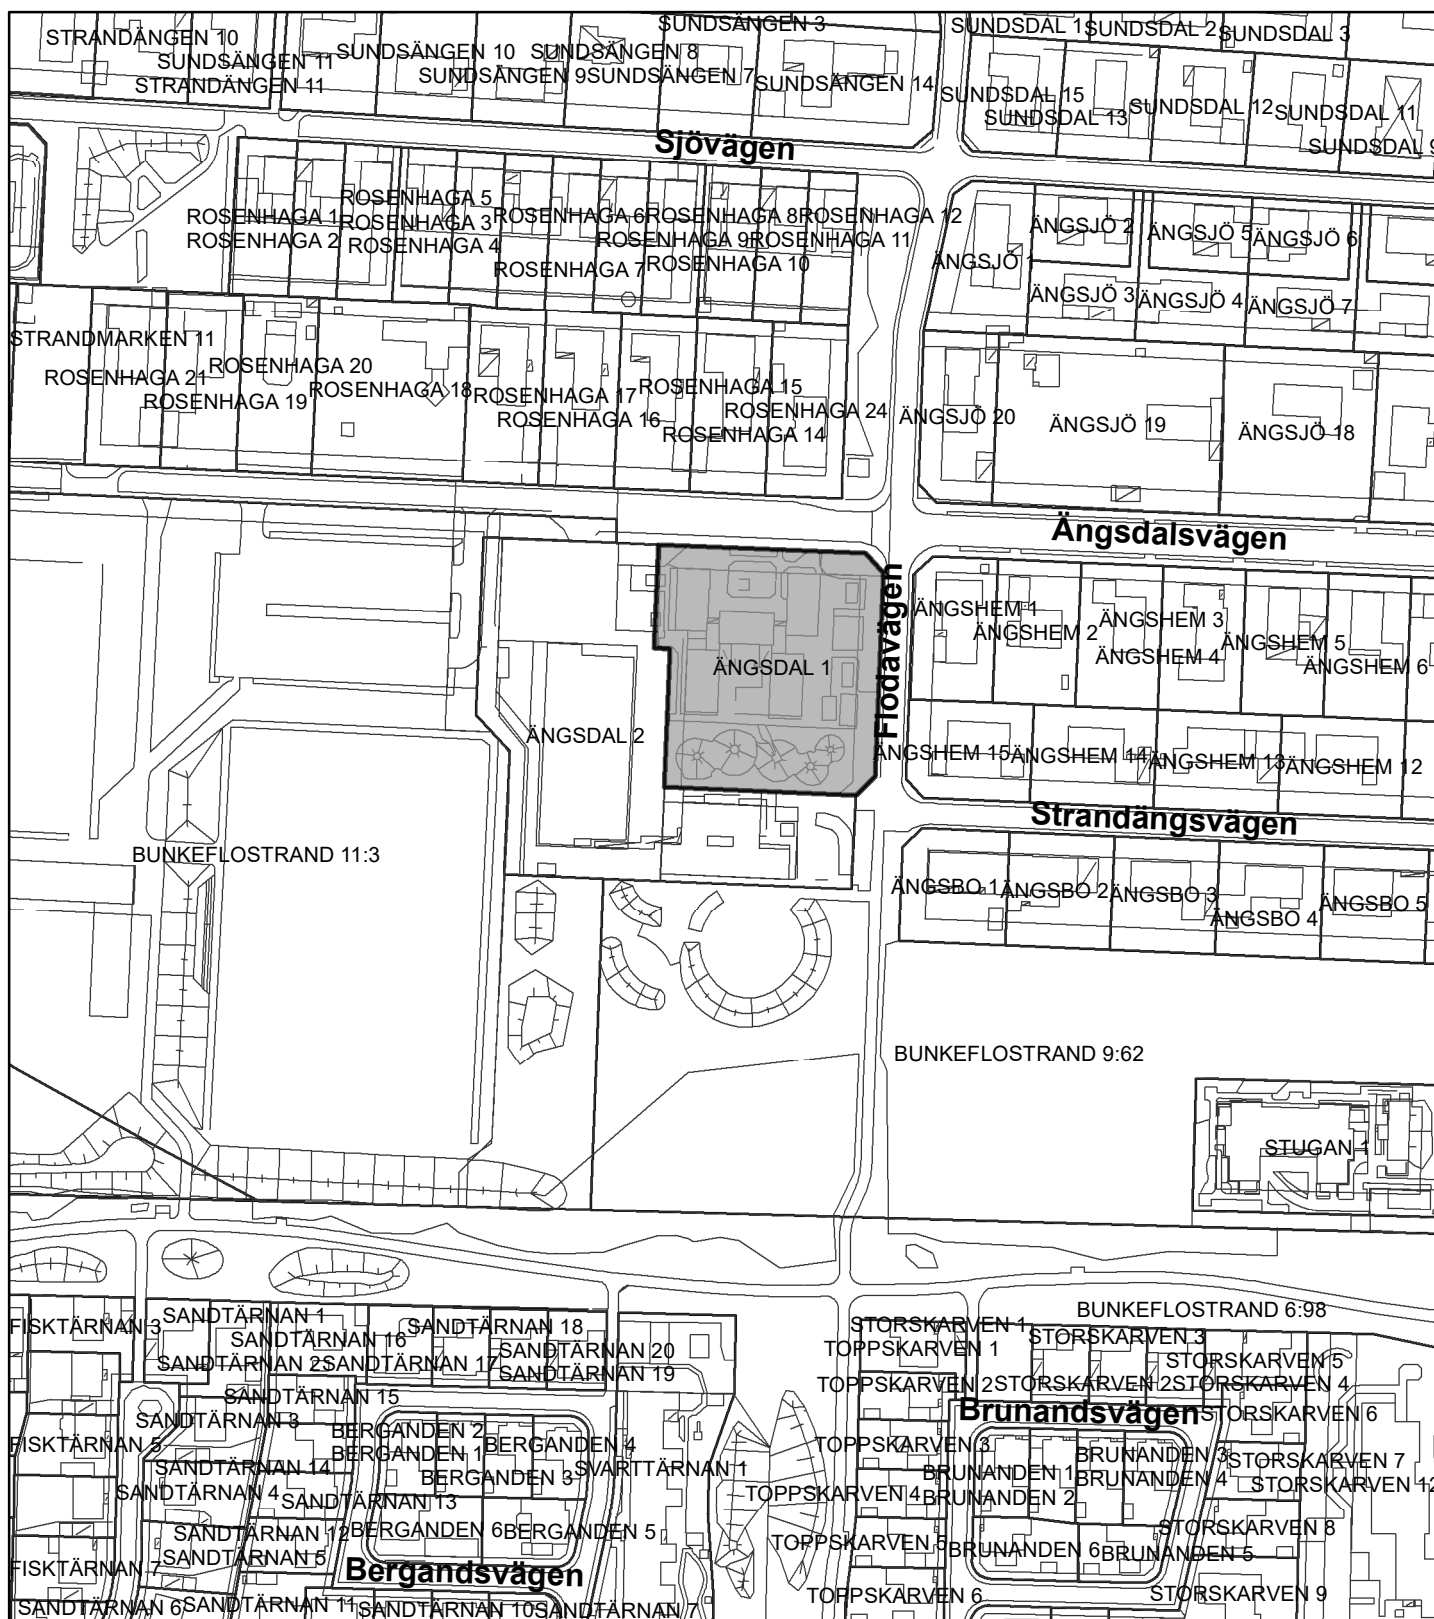 SUNDSÄNGEN 3
SUNDSDAL 1
SUNDSDAL 2
SUNDSDAL 3
STRANDÄNGEN 10
SUNDSÄNGEN 11
STRANDÄNGEN 11
SUNDSÄNGEN 10
SUNDSÄNGEN 8
SUNDSÄNGEN 9
SUNDSÄNGEN 7
SUNDSÄNGEN 14
SUNDSDAL 15
SUNDSDAL 13
SUNDSDAL 12
SUNDSDAL 11
SUNDSDAL 9
Sjövägen
ROSENHAGA 5
ROSENHAGA 1
ROSENHAGA 3
ROSENHAGA 2
ROSENHAGA 4
ROSENHAGA 6
ROSENHAGA 8
ROSENHAGA 12
ROSENHAGA 9
ROSENHAGA 11
ROSENHAGA 7
ROSENHAGA 10
ÄNGSJÖ 1
ÄNGSJÖ 2
ÄNGSJÖ 5
ÄNGSJÖ 6
ÄNGSJÖ 3
ÄNGSJÖ 4
ÄNGSJÖ 7
STRANDMARKEN 11
ROSENHAGA 21
ROSENHAGA 20
ROSENHAGA 19
ROSENHAGA 18
ROSENHAGA 17
ROSENHAGA 16
ROSENHAGA 15
ROSENHAGA 24
ROSENHAGA 14
ÄNGSJÖ 20
ÄNGSJÖ 19
ÄNGSJÖ 18
Ängsdalsvägen
Flodavägen
ÄNGSHEM 1
ÄNGSHEM 2
ÄNGSHEM 3
ÄNGSHEM 4
ÄNGSHEM 5
ÄNGSHEM 6
ÄNGSDAL 1
ÄNGSDAL 2
ÄNGSHEM 15
ÄNGSHEM 14
ÄNGSHEM 13
ÄNGSHEM 12
Strandängsvägen
BUNKEFLOSTRAND 11:3
ÄNGSBO 1
ÄNGSBO 2
ÄNGSBO 3
ÄNGSBO 4
ÄNGSBO 5
BUNKEFLOSTRAND 9:62
STUGAN 1
BUNKEFLOSTRAND 6:98
FISKTÄRNAN 3
SANDTÄRNAN 1
SANDTÄRNAN 16
SANDTÄRNAN 18
SANDTÄRNAN 2
SANDTÄRNAN 17
SANDTÄRNAN 20
SANDTÄRNAN 19
SANDTÄRNAN 15
SANDTÄRNAN 3
STORSKARVEN 1
TOPPSKARVEN 1
STORSKARVEN 3
STORSKARVEN 5
TOPPSKARVEN 2
STORSKARVEN 2
STORSKARVEN 4
Brunandsvägen
STORSKARVEN 6
FISKTÄRNAN 5
BERGANDEN 2
BERGANDEN 1
BERGANDEN 4
BERGANDEN 3
SVARTTÄRNAN 1
SANDTÄRNAN 14
SANDTÄRNAN 4
SANDTÄRNAN 13
TOPPSKARVEN 3
TOPPSKARVEN 4
BRUNANDEN 1
BRUNANDEN 2
BRUNANDEN 3
BRUNANDEN 4
STORSKARVEN 7
STORSKARVEN 12
SANDTÄRNAN 12
SANDTÄRNAN 5
BERGANDEN 6
BERGANDEN 5
TOPPSKARVEN 5
BRUNANDEN 6
BRUNANDEN 5
STORSKARVEN 8
FISKTÄRNAN 7
Bergandsvägen
TOPPSKARVEN 6
STORSKARVEN 9
SANDTÄRNAN 6
SANDTÄRNAN 11
SANDTÄRNAN 10
SANDTÄRNAN 7